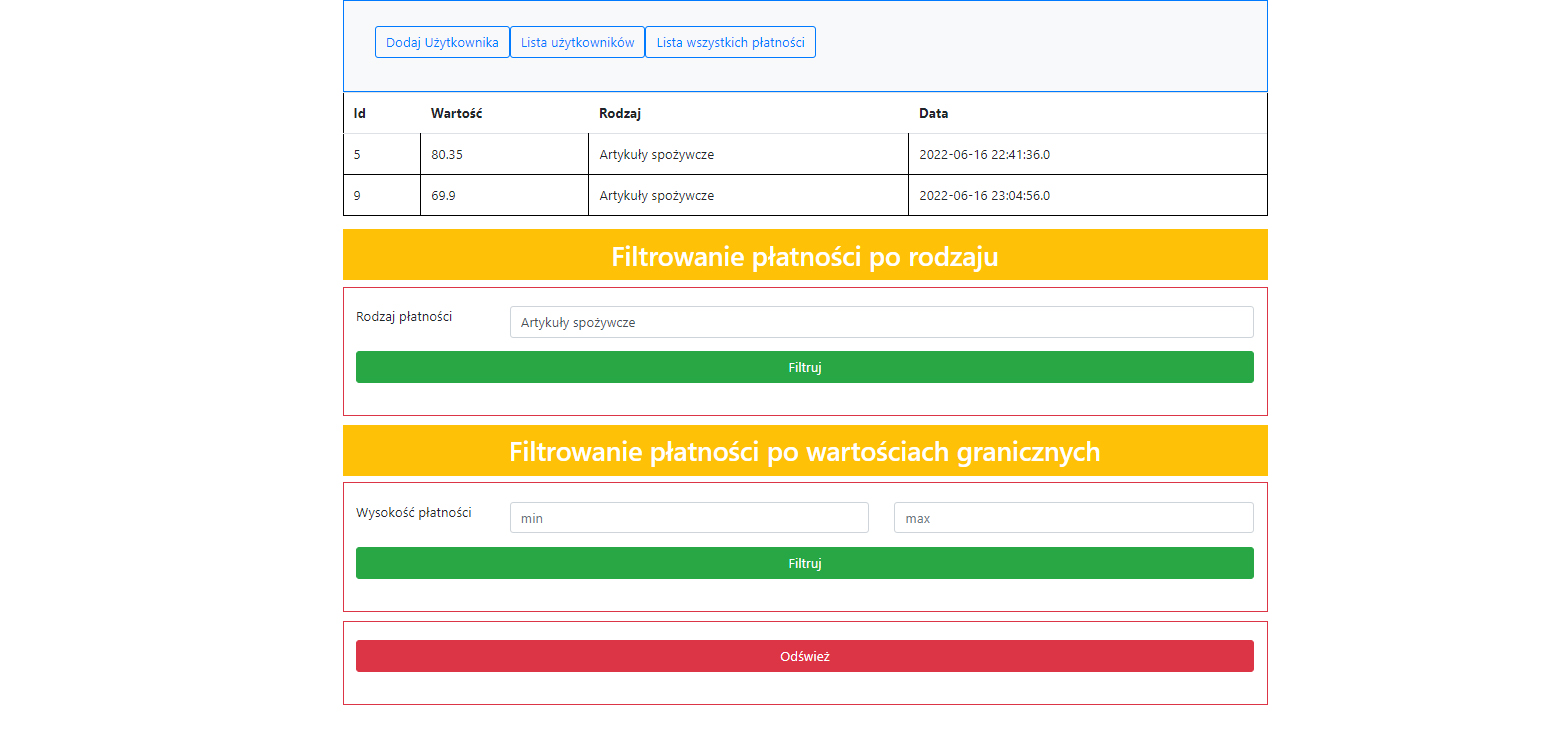 Dodaj Użytkownika Lista użytkowników Lista wszystkich płatności
Id Wartość Rodzaj Data
5 80.35 Artykuły spożywcze 2022-06-16 22:41:36.0
9 69.9 Artykuły spożywcze 2022-06-16 23:04:56.0
Filtrowanie płatności po rodzaju
Rodzaj płatności Artykuły spożywcze
Filtruj
Filtrowanie płatności po wartościach granicznych
Wysokość płatności min max
Filtruj
Odśwież